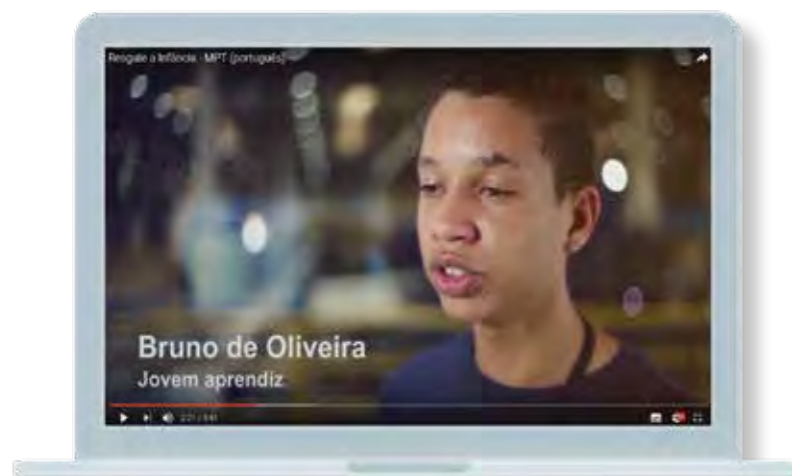 Resgate a Infância - MPT (português)
Bruno de Oliveira
Jovem aprendiz